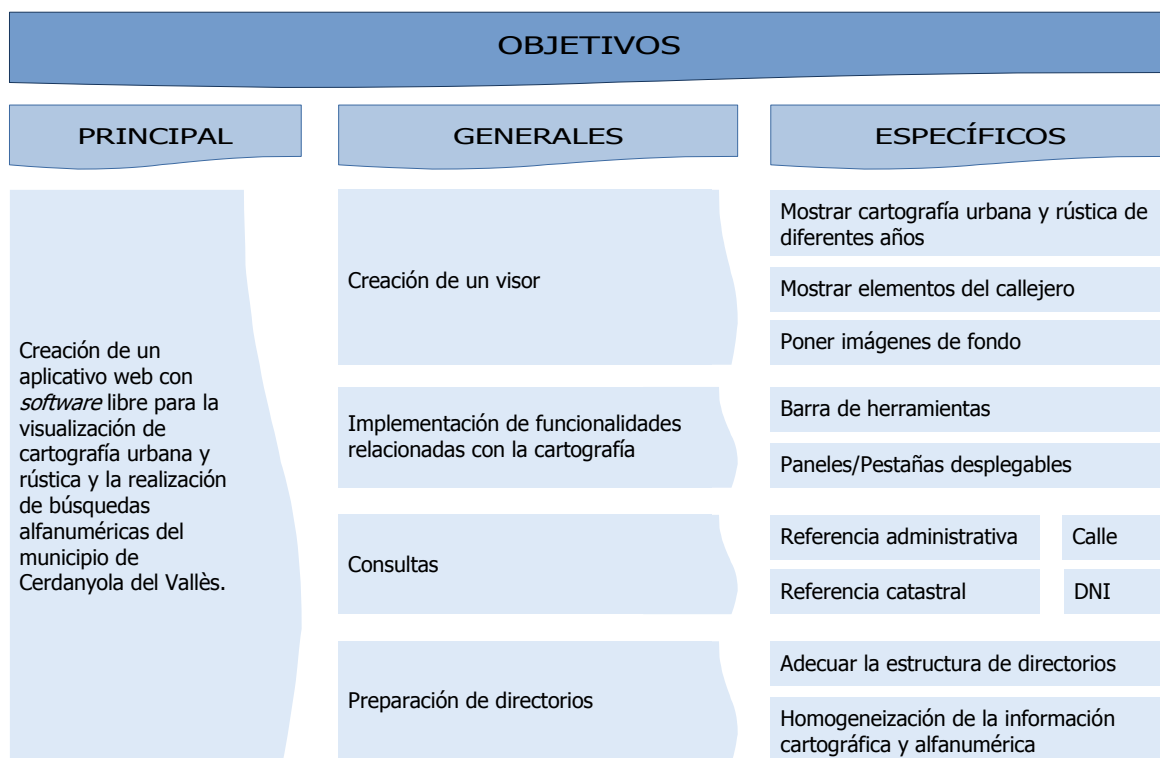 OBJETIVOS
PRINCIPAL
GENERALES
ESPECÍFICOS
Creación de un
aplicativo web con
software libre para la
visualización de
cartografía urbana y
rústica y la realización
de búsquedas
alfanuméricas del
municipio de
Cerdanyola del Vallès.
Creación de un visor
Mostrar cartografía urbana y rústica de
diferentes años
Mostrar elementos del callejero
Poner imágenes de fondo
Implementación de funcionalidades
relacionadas con la cartografía
Barra de herramientas
Paneles/Pestañas desplegables
Consultas
Referencia administrativa
Calle
Referencia catastral
DNI
Preparación de directorios
Adecuar la estructura de directorios
Homogeneización de la información
cartográfica y alfanumérica